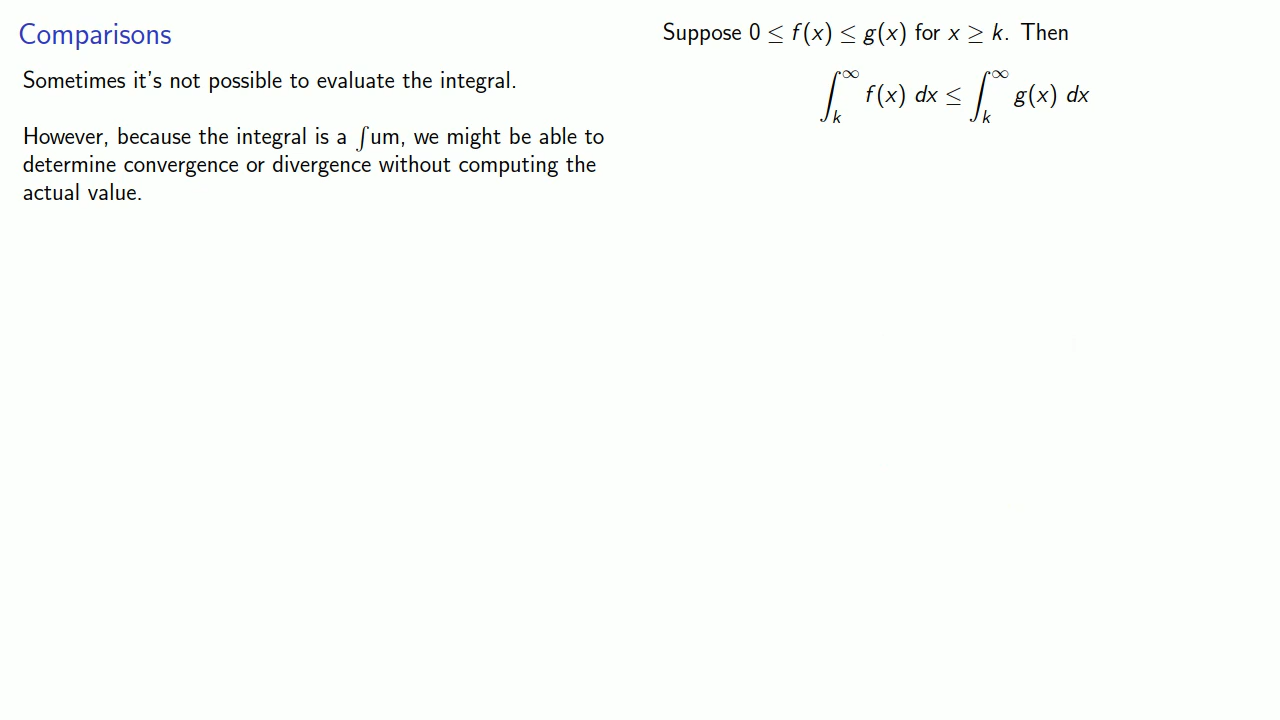 Comparisons
Sometimes it's not possible to evaluate the integral.
However, because the integral is a ∫um, we might be able to
determine convergence or divergence without computing the
actual value.
Suppose 0 ≤ f(x) ≤ g(x) for x ≥ k. Then
∫_k^∞ f(x) dx ≤ ∫_k^∞ g(x) dx